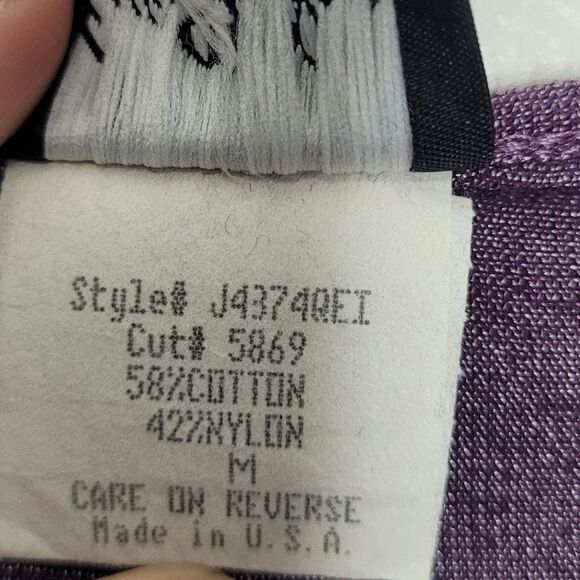 Style# J4374QEI
Cut# 5869
58%COTTON
42%NYLON
M
CARE ON REVERSE
Made in U.S.A.